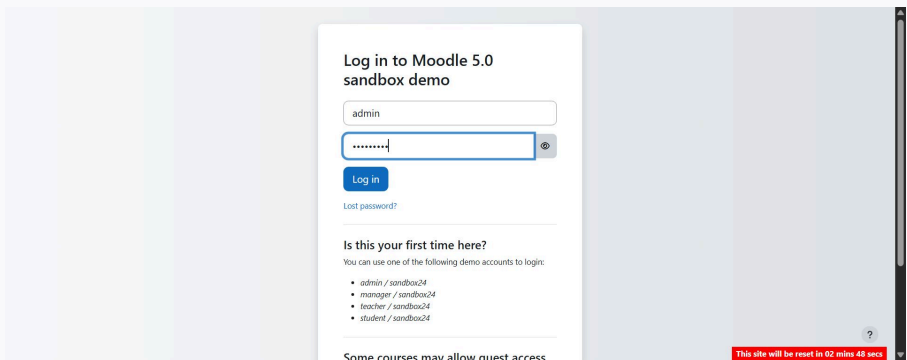 Log in to Moodle 5.0
sandbox demo
admin
•••••••••
Log in
Lost password?
Is this your first time here?
You can use one of the following demo accounts to login:
• admin / sandbox24
• manager / sandbox24
• teacher / sandbox24
• student / sandbox24
Some courses may allow guest access
?
This site will be reset in 02 mins 48 secs